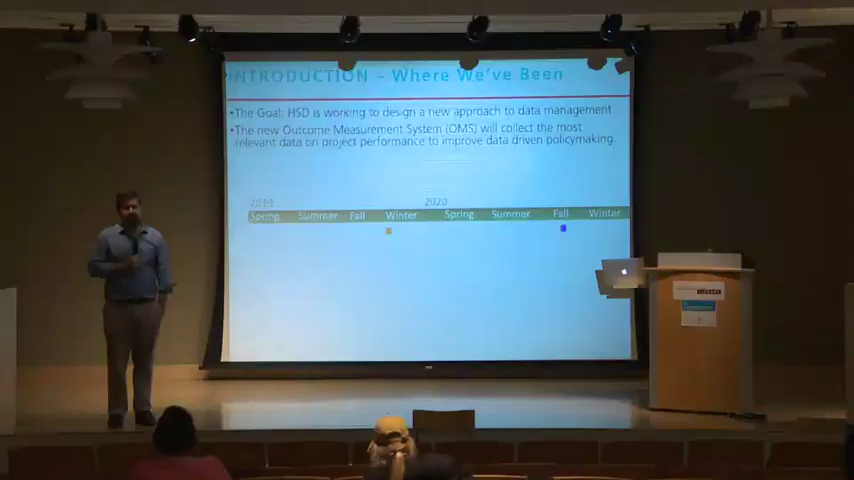 INTRODUCTION – Where We've Been
•The Goal: HSD is working to design a new approach to data management
•The new Outcome Measurement System (OMS) will collect the most
relevant data on project performance to improve data driven policymaking
2019 2020
Spring Summer Fall Winter Spring Summer Fall Winter